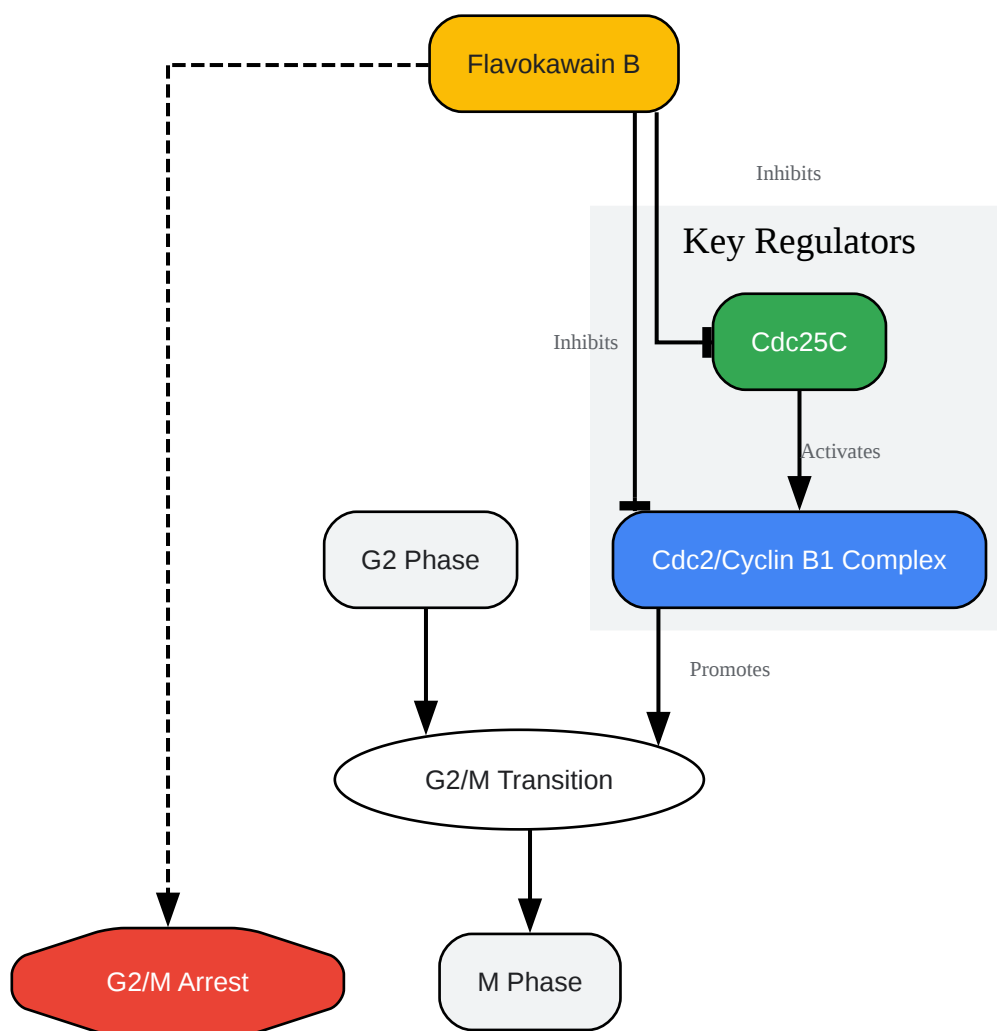 Flavokawain B
Inhibits
Key Regulators
Inhibits
Cdc25C
Activates
G2 Phase
Cdc2/Cyclin B1 Complex
Promotes
G2/M Transition
G2/M Arrest
M Phase